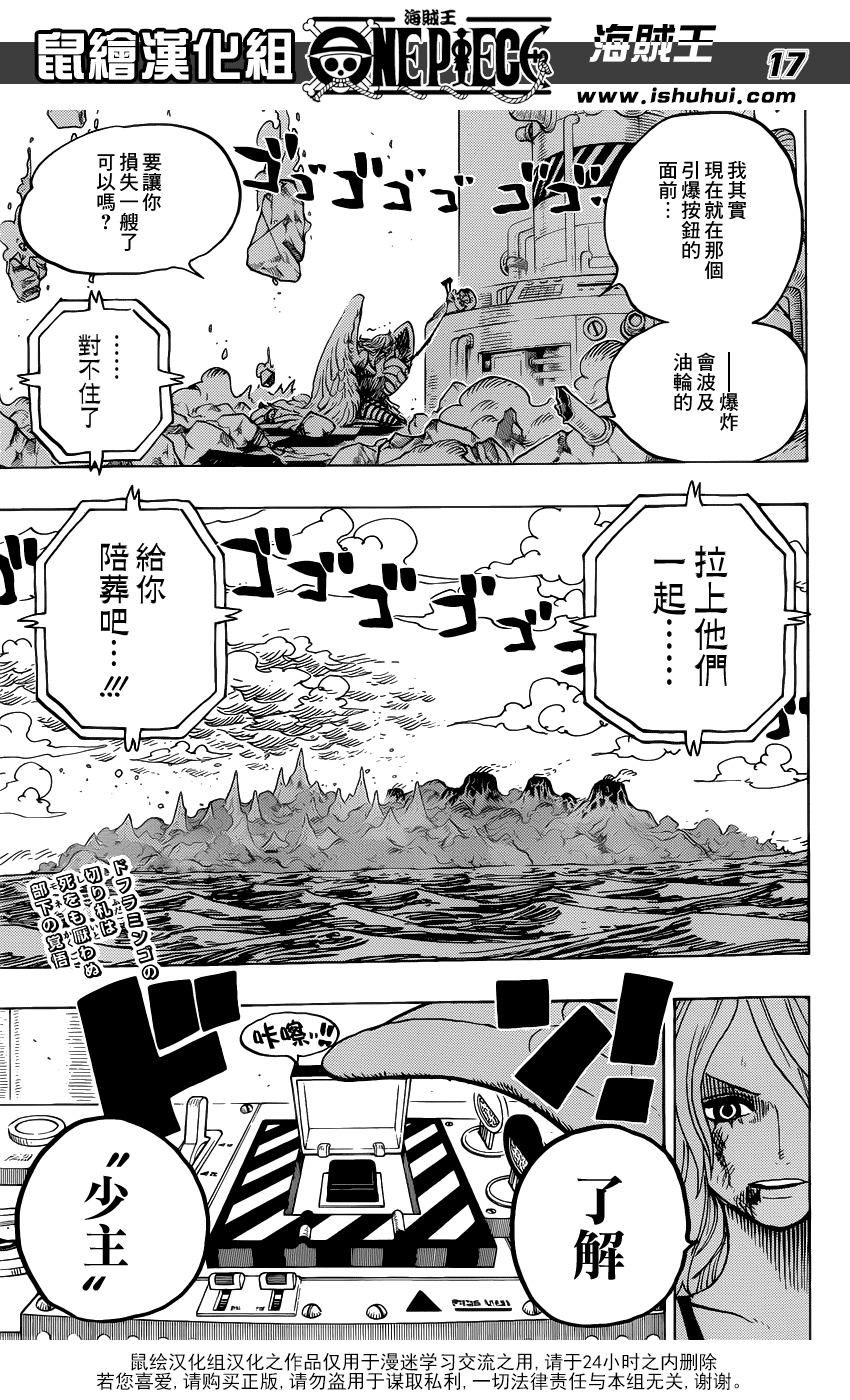 鼠繪漢化組
海賊王
ONE PIECE
海賊王
17
www.ishuhui.com
我其實
現在就在那個
引爆按鈕的
面前…
——爆炸
會波及
油輪的
要讓你
損失一艘了
可以嗎？
ゴゴゴゴゴゴゴ
……
對不住了
拉上他們
一起……
給你
陪葬吧…!!!
ゴゴゴゴゴゴ
ドフラミンゴの
切り札は
死をも厭わぬ
部下の覚悟
咔嚓…!!
ドン!!
了解
“少主”
鼠绘汉化组汉化之作品仅用于漫迷学习交流之用, 请于24小时之内删除
若您喜爱, 请购买正版, 请勿盗用于谋取私利, 一切法律责任与本组无关, 谢谢。